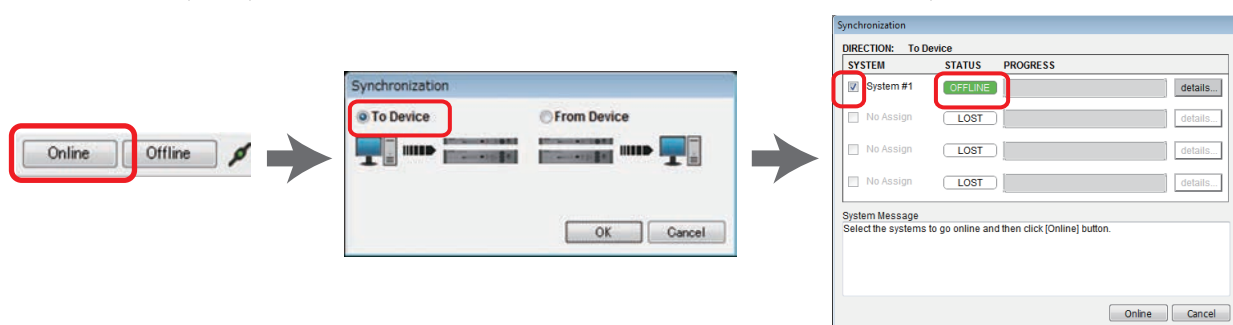 Online Offline
Synchronization
To Device From Device
OK Cancel
Synchronization
DIRECTION: To Device
SYSTEM STATUS PROGRESS
System #1 OFFLINE details...
No Assign LOST details...
No Assign LOST details...
No Assign LOST details...
System Message
Select the systems to go online and then click [Online] button.
Online Cancel